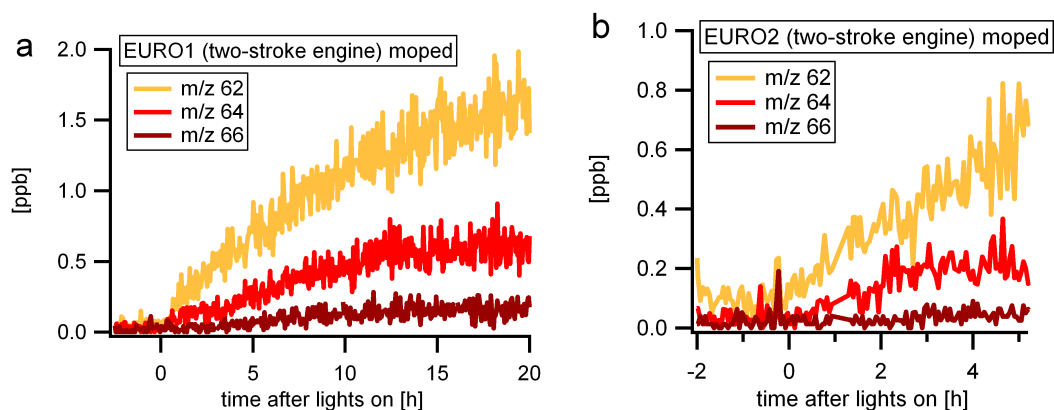 a
EURO1 (two-stroke engine) moped
m/z 62
m/z 64
m/z 66
[ppb]
2.0
1.5
1.0
0.5
0.0
0
5
10
15
20
time after lights on [h]
b
EURO2 (two-stroke engine) moped
m/z 62
m/z 64
m/z 66
[ppb]
0.8
0.6
0.4
0.2
0.0
-2
0
2
4
time after lights on [h]